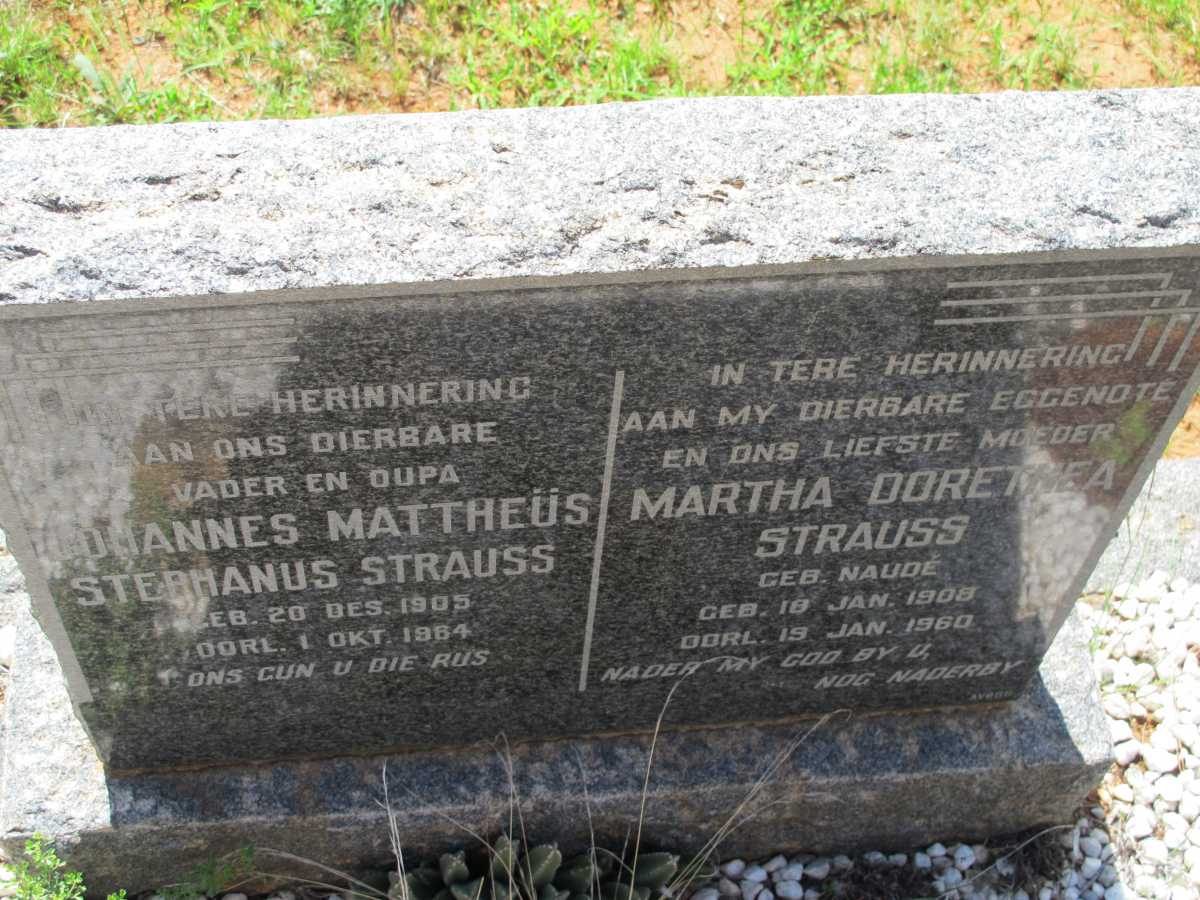 IN TERE HERINNERING
AAN ONS DIERBARE
VADER EN OUPA
JOHANNES MATTHEÜS
STEPHANUS STRAUSS
GEB. 20 DES. 1905
OORL. 1 OKT. 1964
ONS GUN U DIE RUS
IN TERE HERINNERING
AAN MY DIERBARE EGGENOTE
EN ONS LIEFSTE MOEDER
MARTHA DORETHEA
STRAUSS
GEB. NAUDÉ
GEB. 18 JAN. 1908
OORL. 19 JAN. 1960
NADER MY GOD BY U,
NOG NADERBY